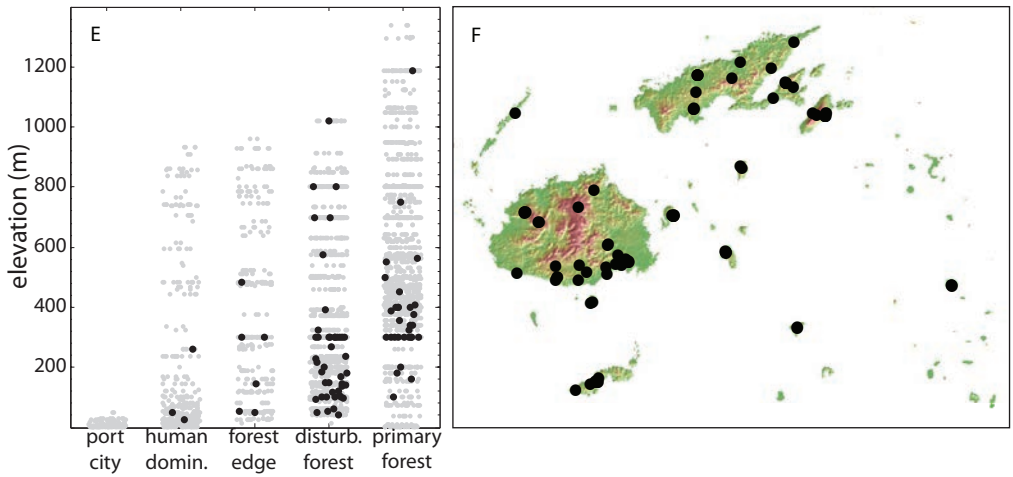 E
F
1200
1000
800
600
400
200
elevation (m)
port human forest disturb. primary
city domin. edge forest forest